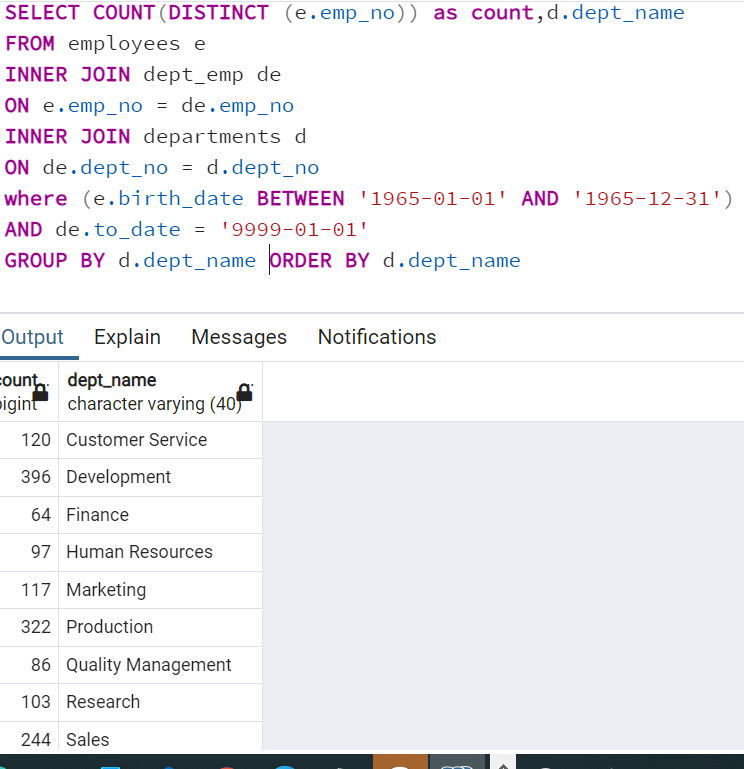 SELECT COUNT(DISTINCT (e.emp_no)) as count,d.dept_name
FROM employees e
INNER JOIN dept_emp de
ON e.emp_no = de.emp_no
INNER JOIN departments d
ON de.dept_no = d.dept_no
where (e.birth_date BETWEEN '1965-01-01' AND '1965-12-31')
AND de.to_date = '9999-01-01'
GROUP BY d.dept_name ORDER BY d.dept_name
Output Explain Messages Notifications
count dept_name
bigint character varying (40)
120 Customer Service
396 Development
64 Finance
97 Human Resources
117 Marketing
322 Production
86 Quality Management
103 Research
244 Sales